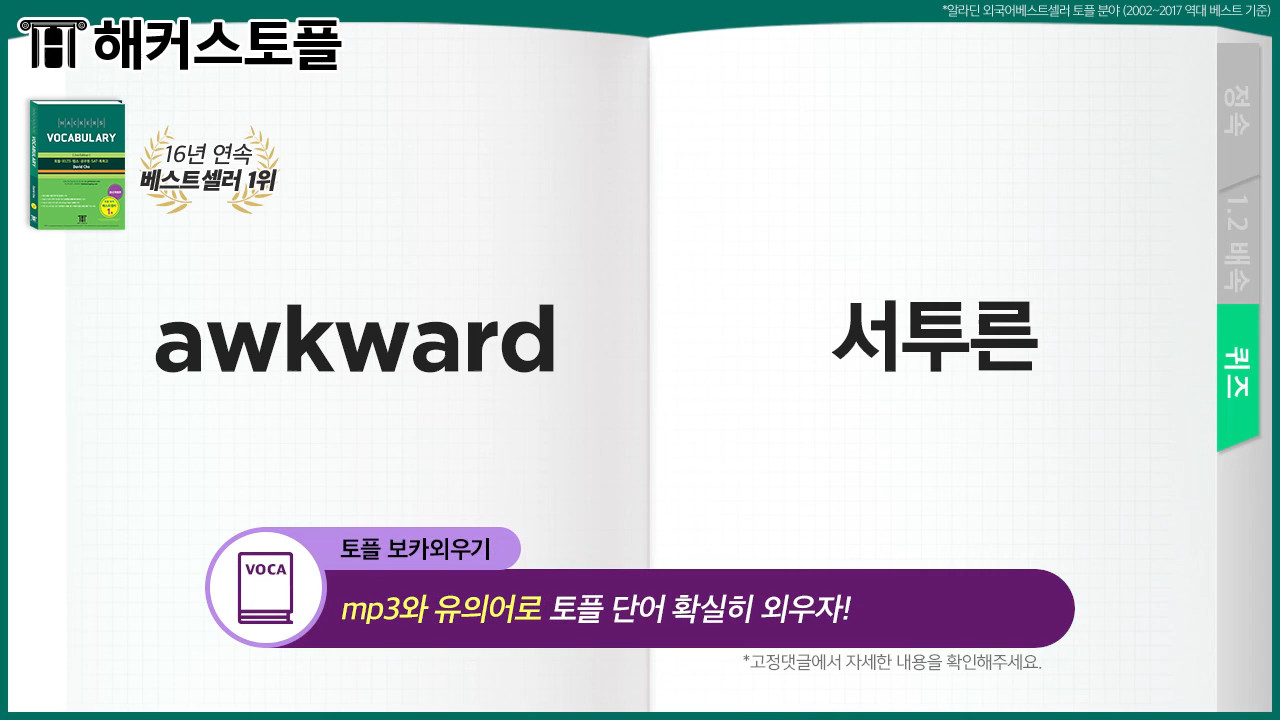 *알라딘 외국어베스트셀러 토플 분야 (2002~2017 역대 베스트 기준)
해커스토플
HACKERS
VOCABULARY
David Cho
VOCABULARY
16년 연속
베스트셀러 1위
정속
1.2 배속
퀴즈
awkward
서투른
토플 보카외우기
VOCA
mp3와 유의어로 토플 단어 확실히 외우자!
*고정댓글에서 자세한 내용을 확인해주세요.